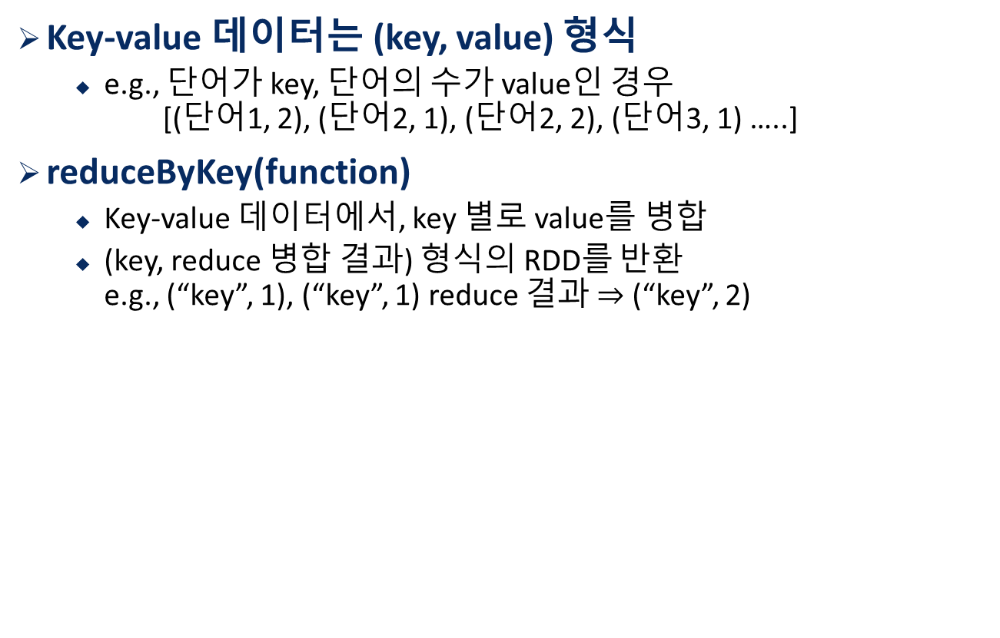 ➢ Key-value 데이터는 (key, value) 형식
◆ e.g., 단어가 key, 단어의 수가 value인 경우
[(단어1, 2), (단어2, 1), (단어2, 2), (단어3, 1) …..]
➢ reduceByKey(function)
◆ Key-value 데이터에서, key 별로 value를 병합
◆ (key, reduce 병합 결과) 형식의 RDD를 반환
e.g., (“key”, 1), (“key”, 1) reduce 결과 ⇒ (“key”, 2)